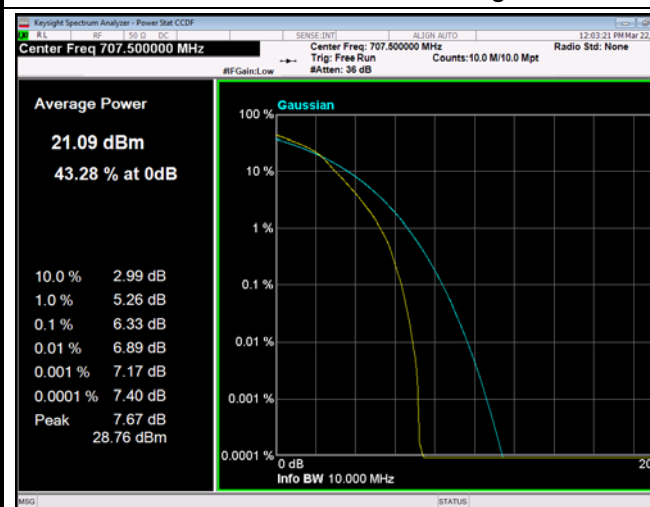 Keysight Spectrum Analyzer - Power Stat CCDF
RL RF 50 Ω DC SENSE:INT ALIGN AUTO 12:03:21 PM Mar 22,
Center Freq 707.500000 MHz
Center Freq: 707.500000 MHz
Radio Std: None
Trig: Free Run
Counts:10.0 M/10.0 Mpt
#IFGain:Low
#Atten: 36 dB
Average Power
21.09 dBm
43.28 % at 0dB
10.0 % 2.99 dB
1.0 % 5.26 dB
0.1 % 6.33 dB
0.01 % 6.89 dB
0.001 % 7.17 dB
0.0001 % 7.40 dB
Peak 7.67 dB
28.76 dBm
Gaussian
100 %
10 %
1 %
0.1 %
0.01 %
0.001 %
0.0001 %
0 dB
20
Info BW 10.000 MHz
MSG
STATUS